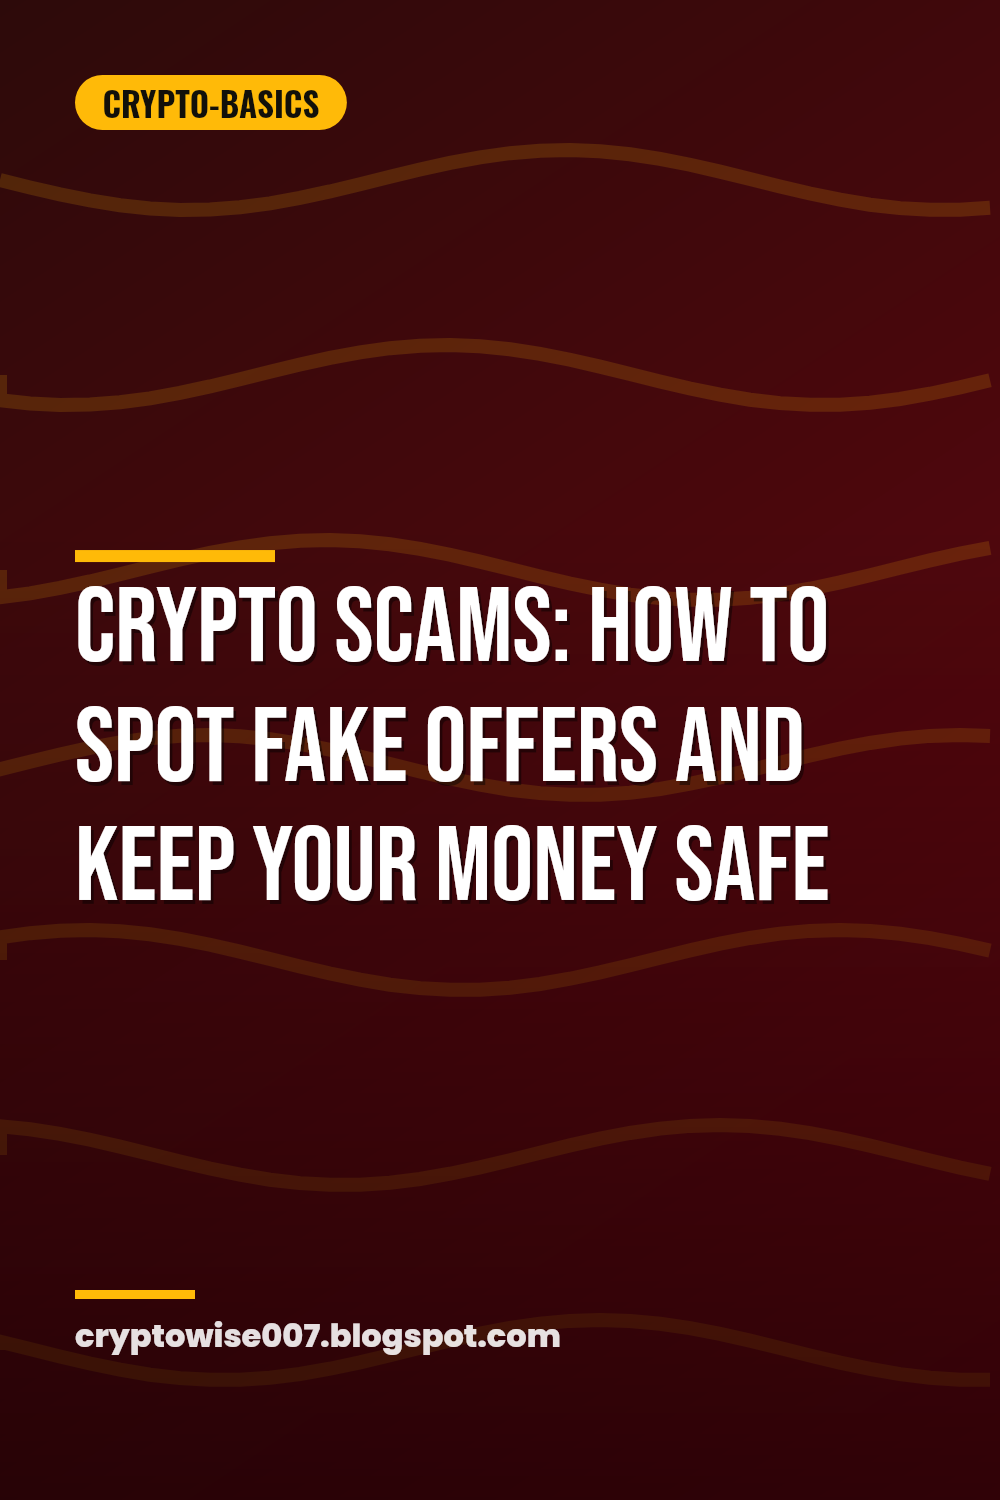 CRYPTO-BASICS
CRYPTO SCAMS: HOW TO
SPOT FAKE OFFERS AND
KEEP YOUR MONEY SAFE
cryptowise007.blogspot.com